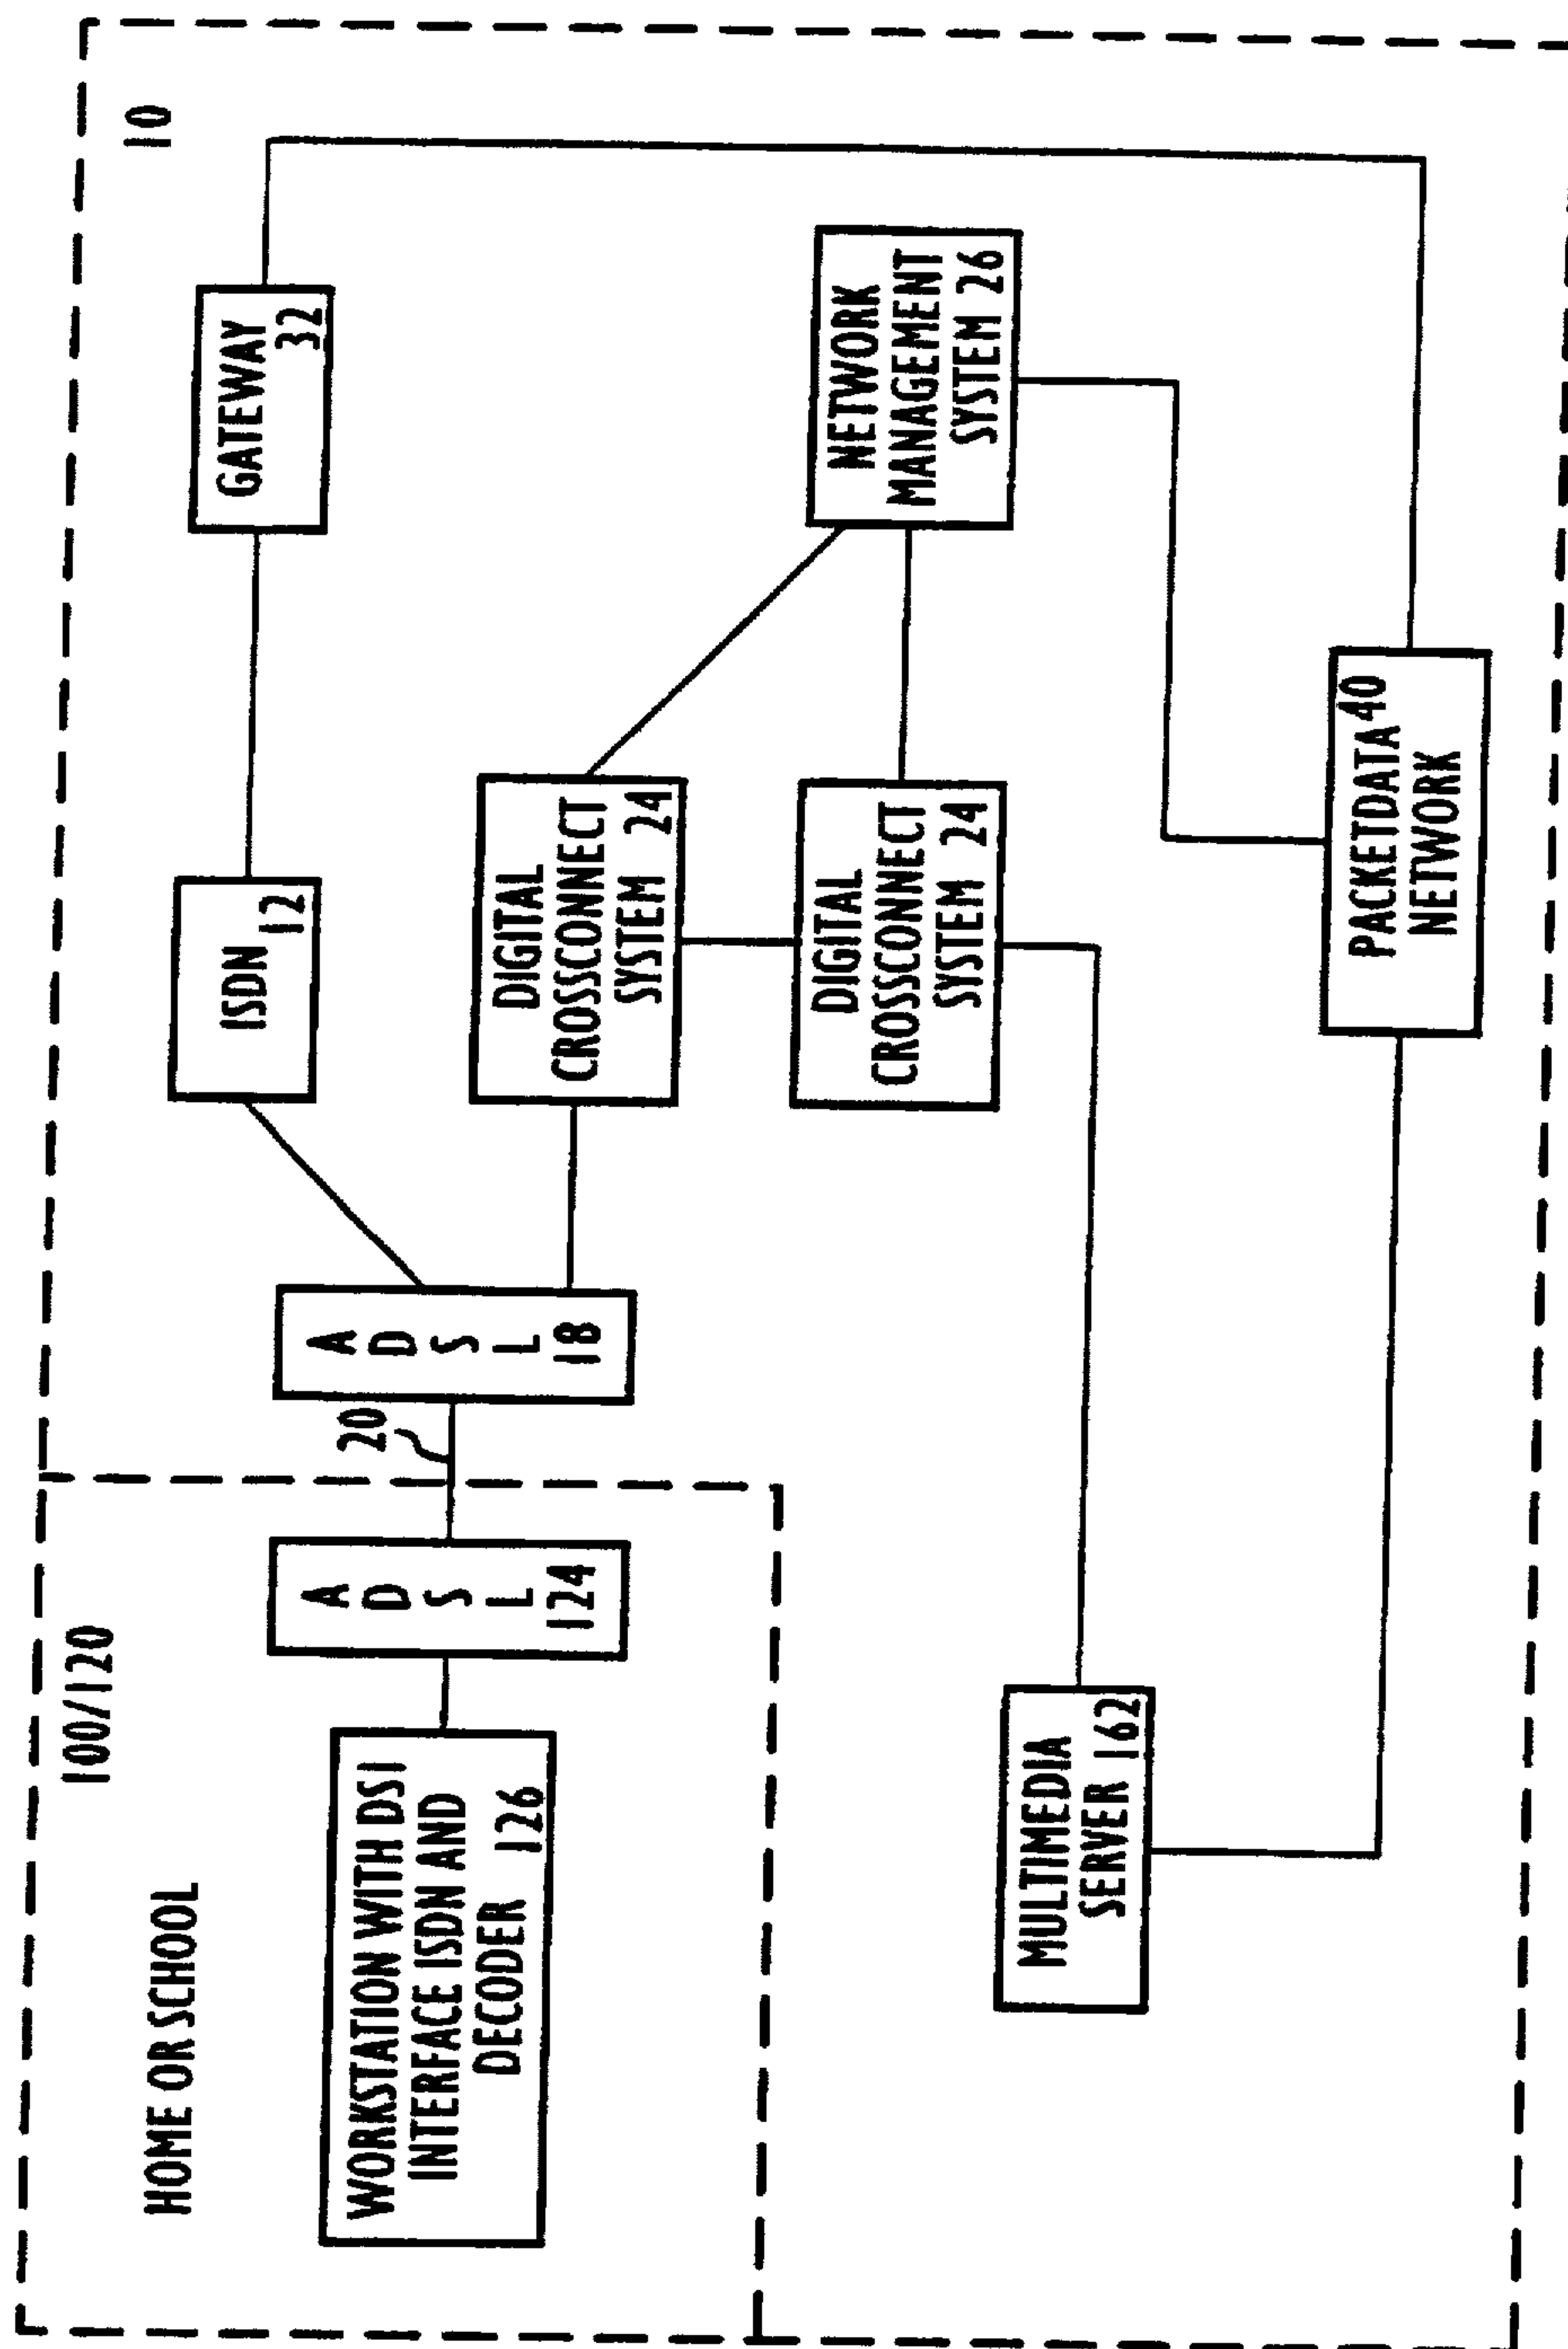 10
100/120
HOME OR SCHOOL
WORKSTATION WITH DS1
INTERFACE ISDN AND
DECODER 126
A
D
S
L
124
20
A
D
S
L
18
ISDN
12
GATEWAY
32
DIGITAL
CROSSCONNECT
SYSTEM 24
DIGITAL
CROSSCONNECT
SYSTEM 24
NETWORK
MANAGEMENT
SYSTEM 26
MULTIMEDIA
SERVER 162
PACKETDATA 40
NETWORK